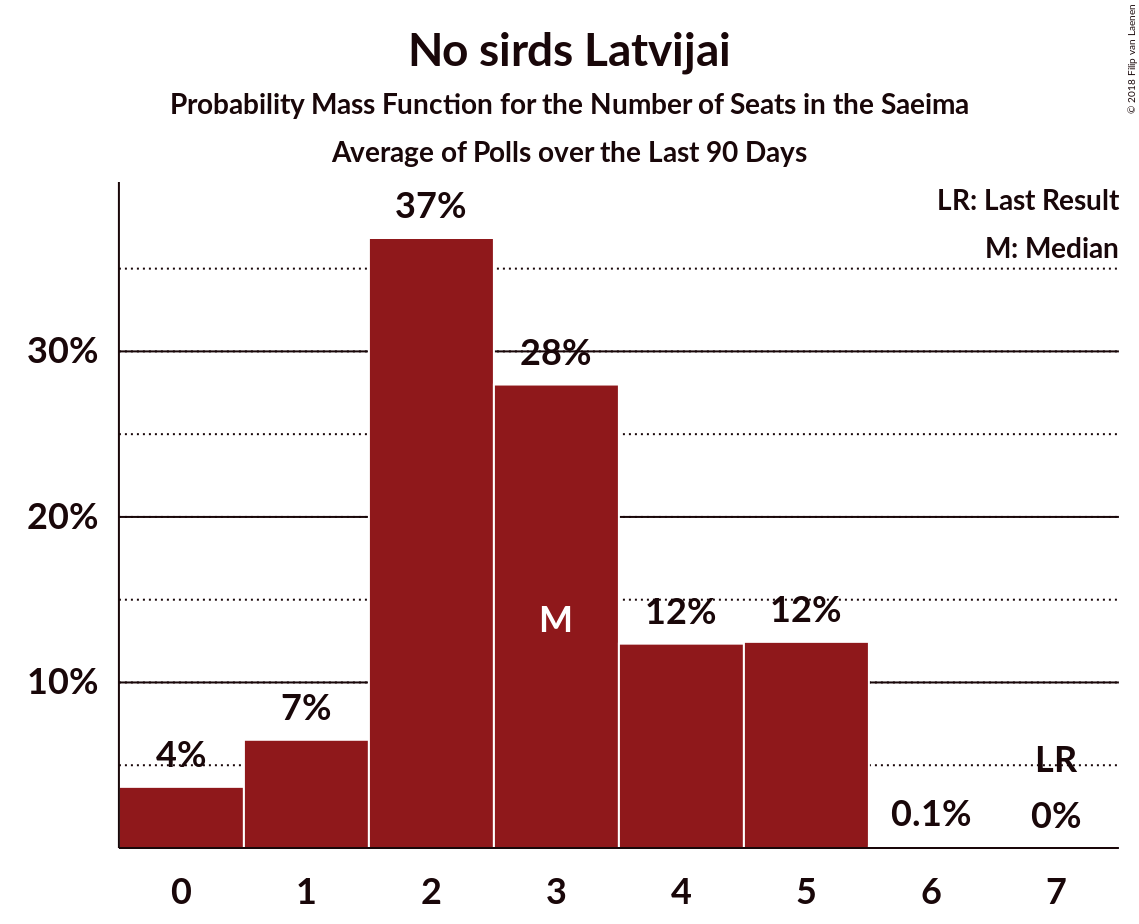 No sirds Latvijai
Probability Mass Function for the Number of Seats in the Saeima
Average of Polls over the Last 90 Days
© 2018 Filip van Laenen
LR: Last Result
M: Median
37%
30%
28%
20%
M
12%
12%
10%
7%
4%
LR
0.1%
0%
0 1 2 3 4 5 6 7